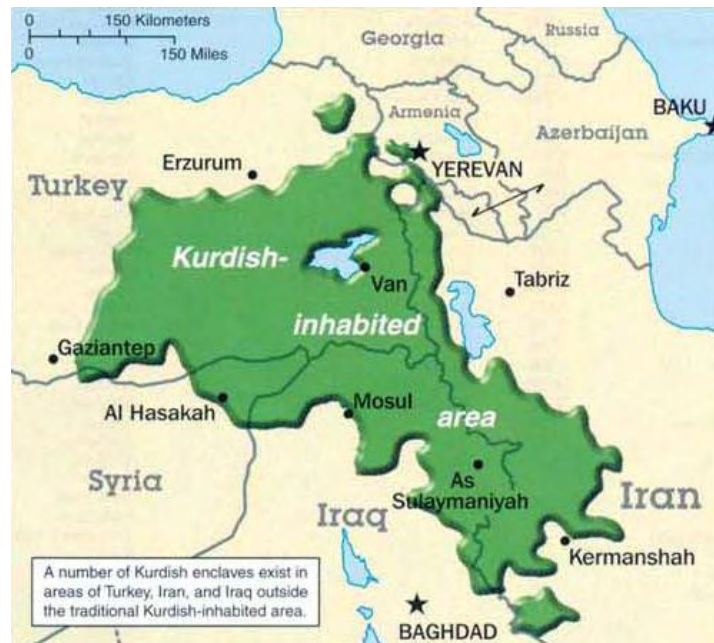 0 150 Kilometers
0 150 Miles
Georgia
Russia
Armenia
BAKU
Azerbaijan
YEREVAN
Erzurum
Turkey
Kurdish-
Van
Tabriz
inhabited
Gaziantep
Al Hasakah
Mosul
area
Syria
As
Sulaymaniyah
Iraq
Iran
Kermanshah
A number of Kurdish enclaves exist in
areas of Turkey, Iran, and Iraq outside
the traditional Kurdish-inhabited area.
BAGHDAD